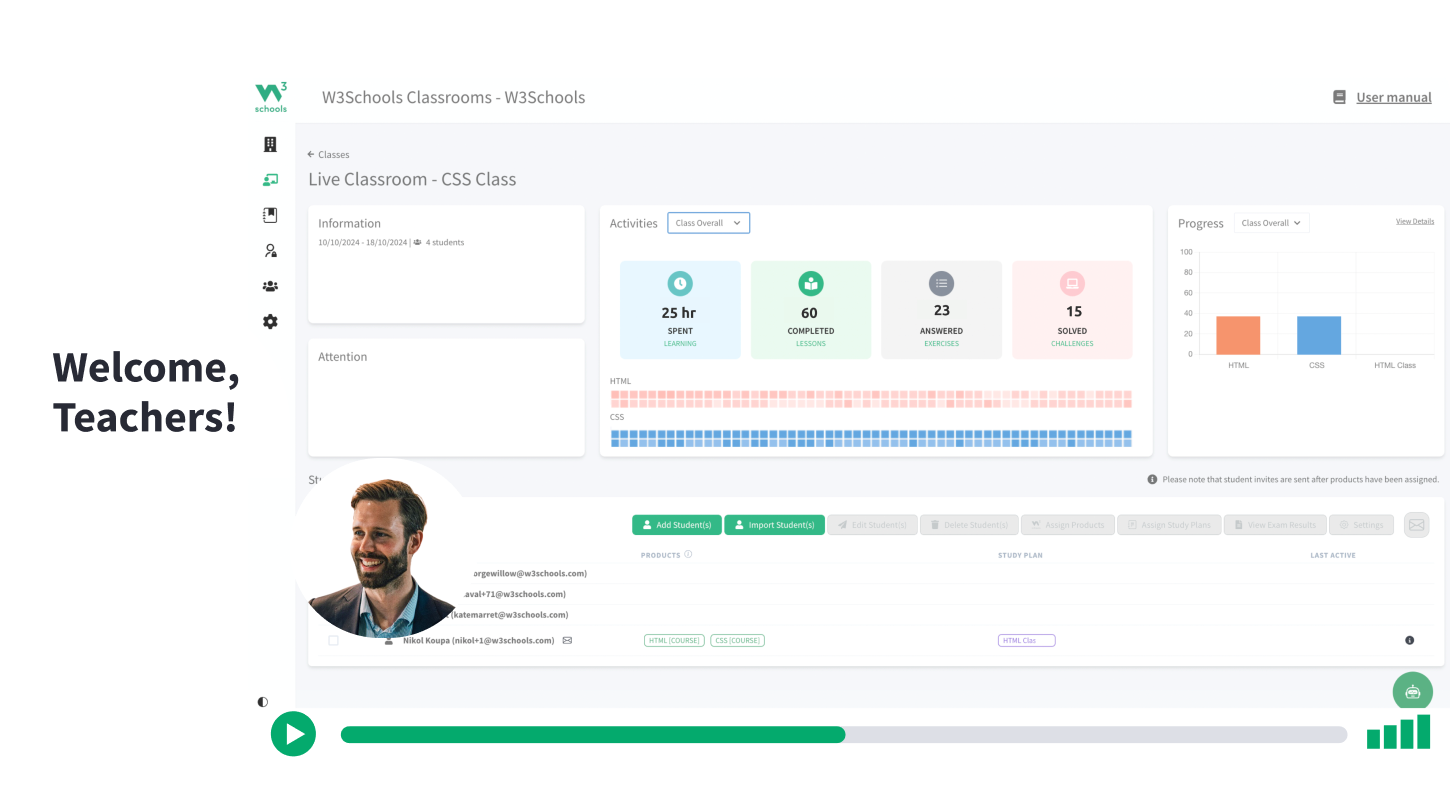 W3
schools
W3Schools Classrooms - W3Schools
User manual
Classes
Live Classroom - CSS Class
Welcome,
Teachers!
Information
10/10/2024 - 18/10/2024 | 4 students
Attention
Activities
Class Overall
25 hr
SPENT
LEARNING
60
COMPLETED
LESSONS
23
ANSWERED
EXERCISES
15
SOLVED
CHALLENGES
HTML
CSS
Progress
Class Overall
View Details
100
80
60
40
20
0
HTML
CSS
HTML Class
Please note that student invites are sent after products have been assigned.
Add Student(s)
Import Student(s)
Edit Student(s)
Delete Student(s)
Assign Products
Assign Study Plans
View Exam Results
Settings
PRODUCTS
STUDY PLAN
LAST ACTIVE
orgewillow@w3schools.com)
aval+71@w3schools.com)
(katemarret@w3schools.com)
Nikol Koupa (nikol+1@w3schools.com)
HTML [COURSE]
CSS [COURSE]
HTML Clas